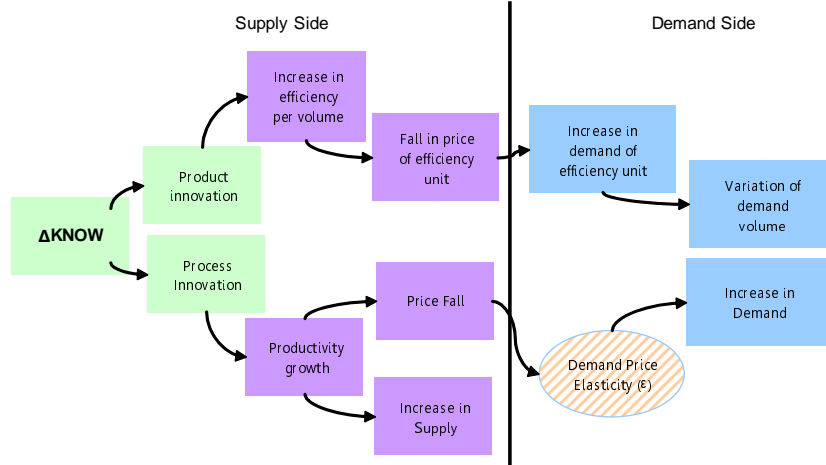 Supply Side
Demand Side
Increase in
efficiency
per volume
Fall in price
of efficiency
unit
Increase in
demand of
efficiency unit
Product
innovation
Variation of
demand
volume
ΔKNOW
Process
Innovation
Price Fall
Increase in
Demand
Productivity
growth
Demand Price
Elasticity (ε)
Increase in
Supply